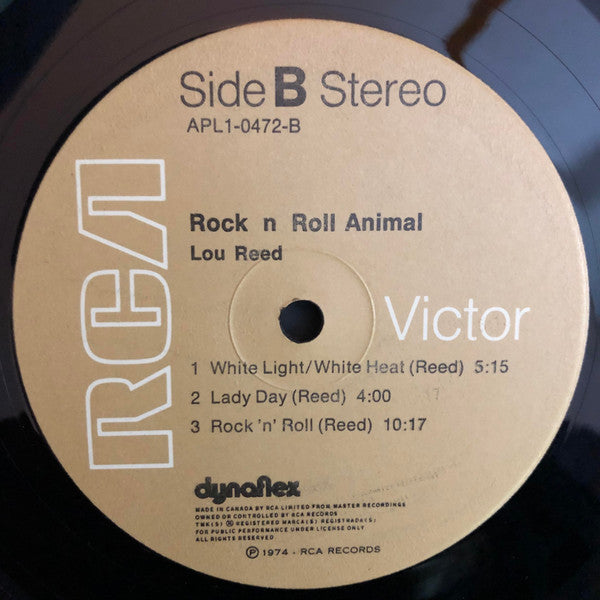 Side B Stereo
APL1-0472-B
RCA
Rock n Roll Animal
Lou Reed
Victor
1 White Light/White Heat (Reed) 5:15
2 Lady Day (Reed) 4:00
3 Rock 'n' Roll (Reed) 10:17
dynaflex
MADE IN CANADA BY RCA LIMITED FROM MASTER RECORDINGS
OWNED OR CONTROLLED BY RCA RECORDS
TMK(S) ® REGISTERED MARCA(S) REGISTRADA(S)
FOR PUBLIC PERFORMANCE UNDER LICENSE ONLY
ALL RIGHTS RESERVED
℗ 1974 · RCA RECORDS